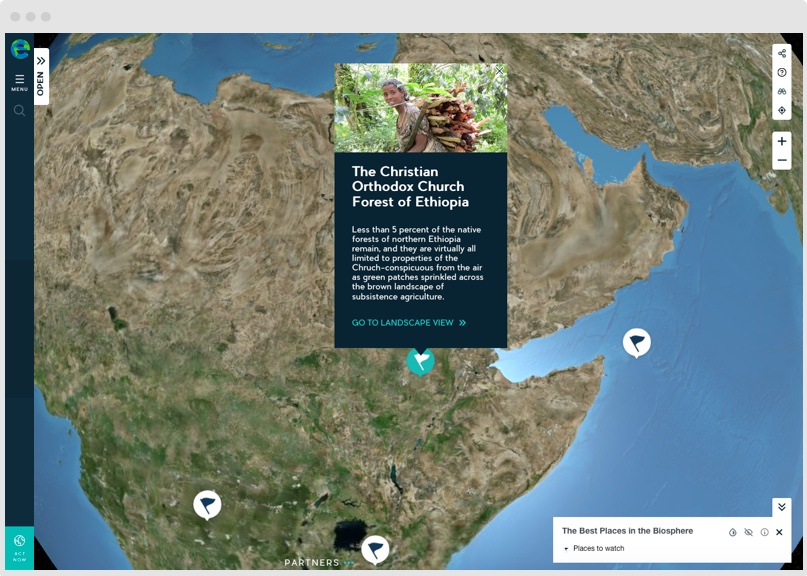 MENU
OPEN
The Christian
Orthodox Church
Forest of Ethiopia
Less than 5 percent of the native
forests of northern Ethiopia
remain, and they are virtually all
limited to properties of the
Chruch-conspicuous from the air
as green patches sprinkled across
the brown landscape of
subsistence agriculture.
GO TO LANDSCAPE VIEW
The Best Places in the Biosphere
Places to watch
ACT
NOW
PARTNERS